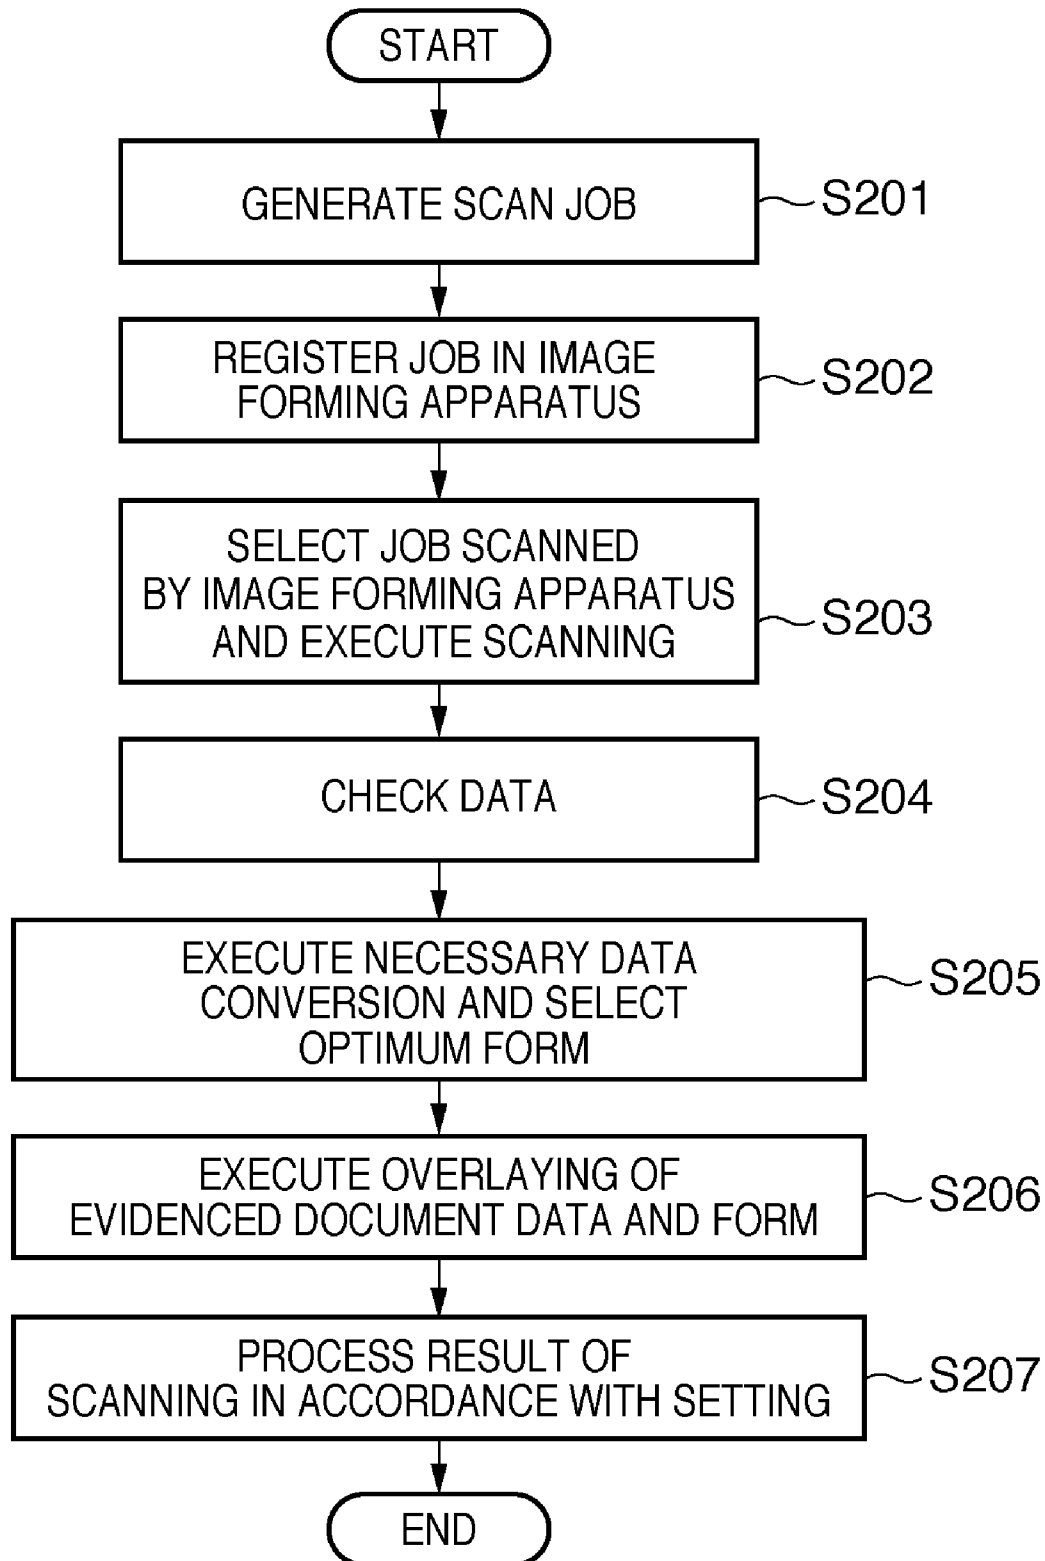 START
GENERATE SCAN JOB
S201
REGISTER JOB IN IMAGE
FORMING APPARATUS
S202
SELECT JOB SCANNED
BY IMAGE FORMING APPARATUS
AND EXECUTE SCANNING
S203
CHECK DATA
S204
EXECUTE NECESSARY DATA
CONVERSION AND SELECT
OPTIMUM FORM
S205
EXECUTE OVERLAYING OF
EVIDENCED DOCUMENT DATA AND FORM
S206
PROCESS RESULT OF
SCANNING IN ACCORDANCE WITH SETTING
S207
END